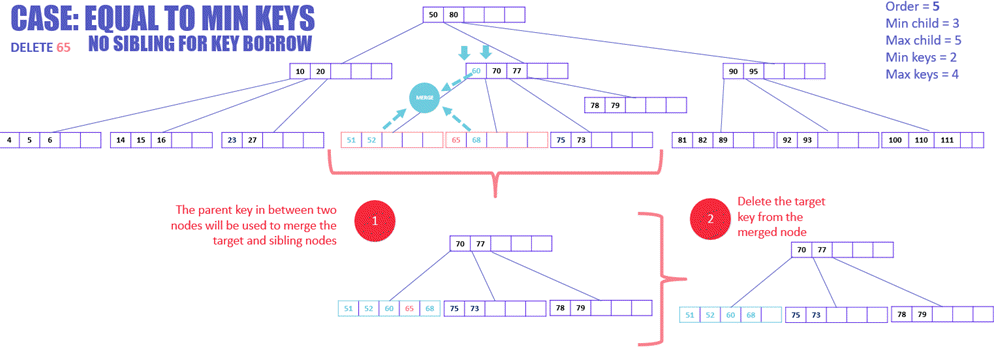 CASE: EQUAL TO MIN KEYS
DELETE 65 NO SIBLING FOR KEY BORROW
Order = 5
Min child = 3
Max child = 5
Min keys = 2
Max keys = 4
50 80
10 20
60 70 77
90 95
MERGE
78 79
4 5 6
14 15 16
23 27
51 52
65 68
75 73
81 82 89
92 93
100 110 111
The parent key in between two
nodes will be used to merge the
target and sibling nodes
1
2
Delete the target
key from the
merged node
70 77
51 52 60 65 68
75 73
78 79
70 77
51 52 60 68
75 73
78 79